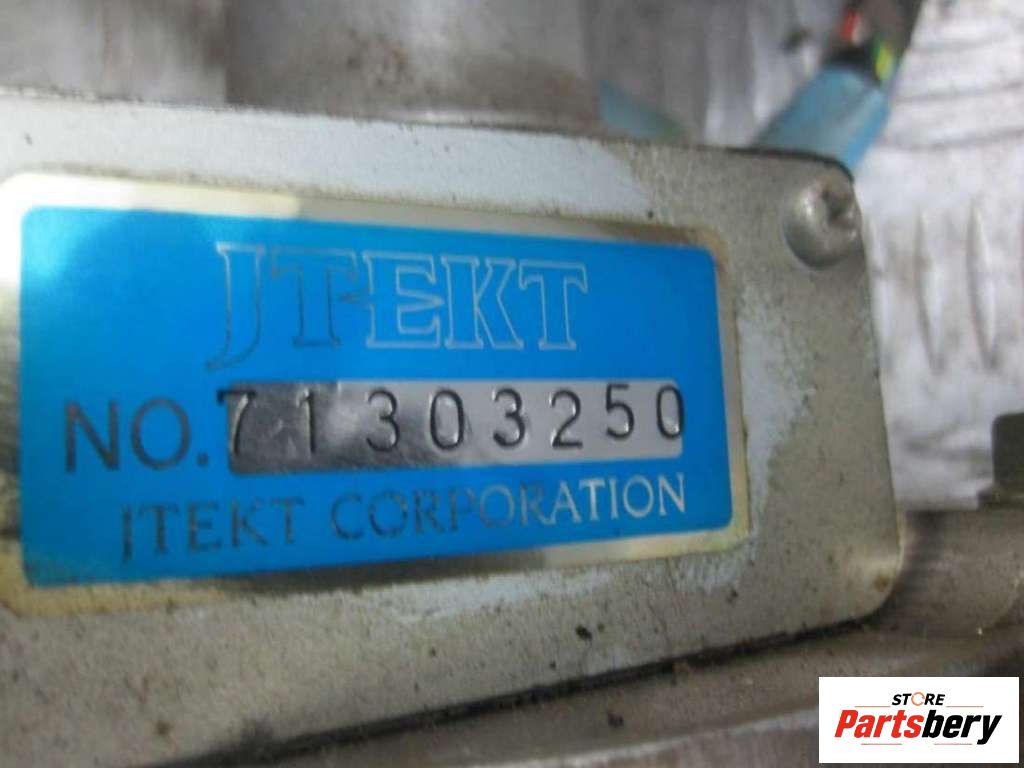 JTEKT
NO. 71303250
JTEKT CORPORATION
STORE
Partsbery